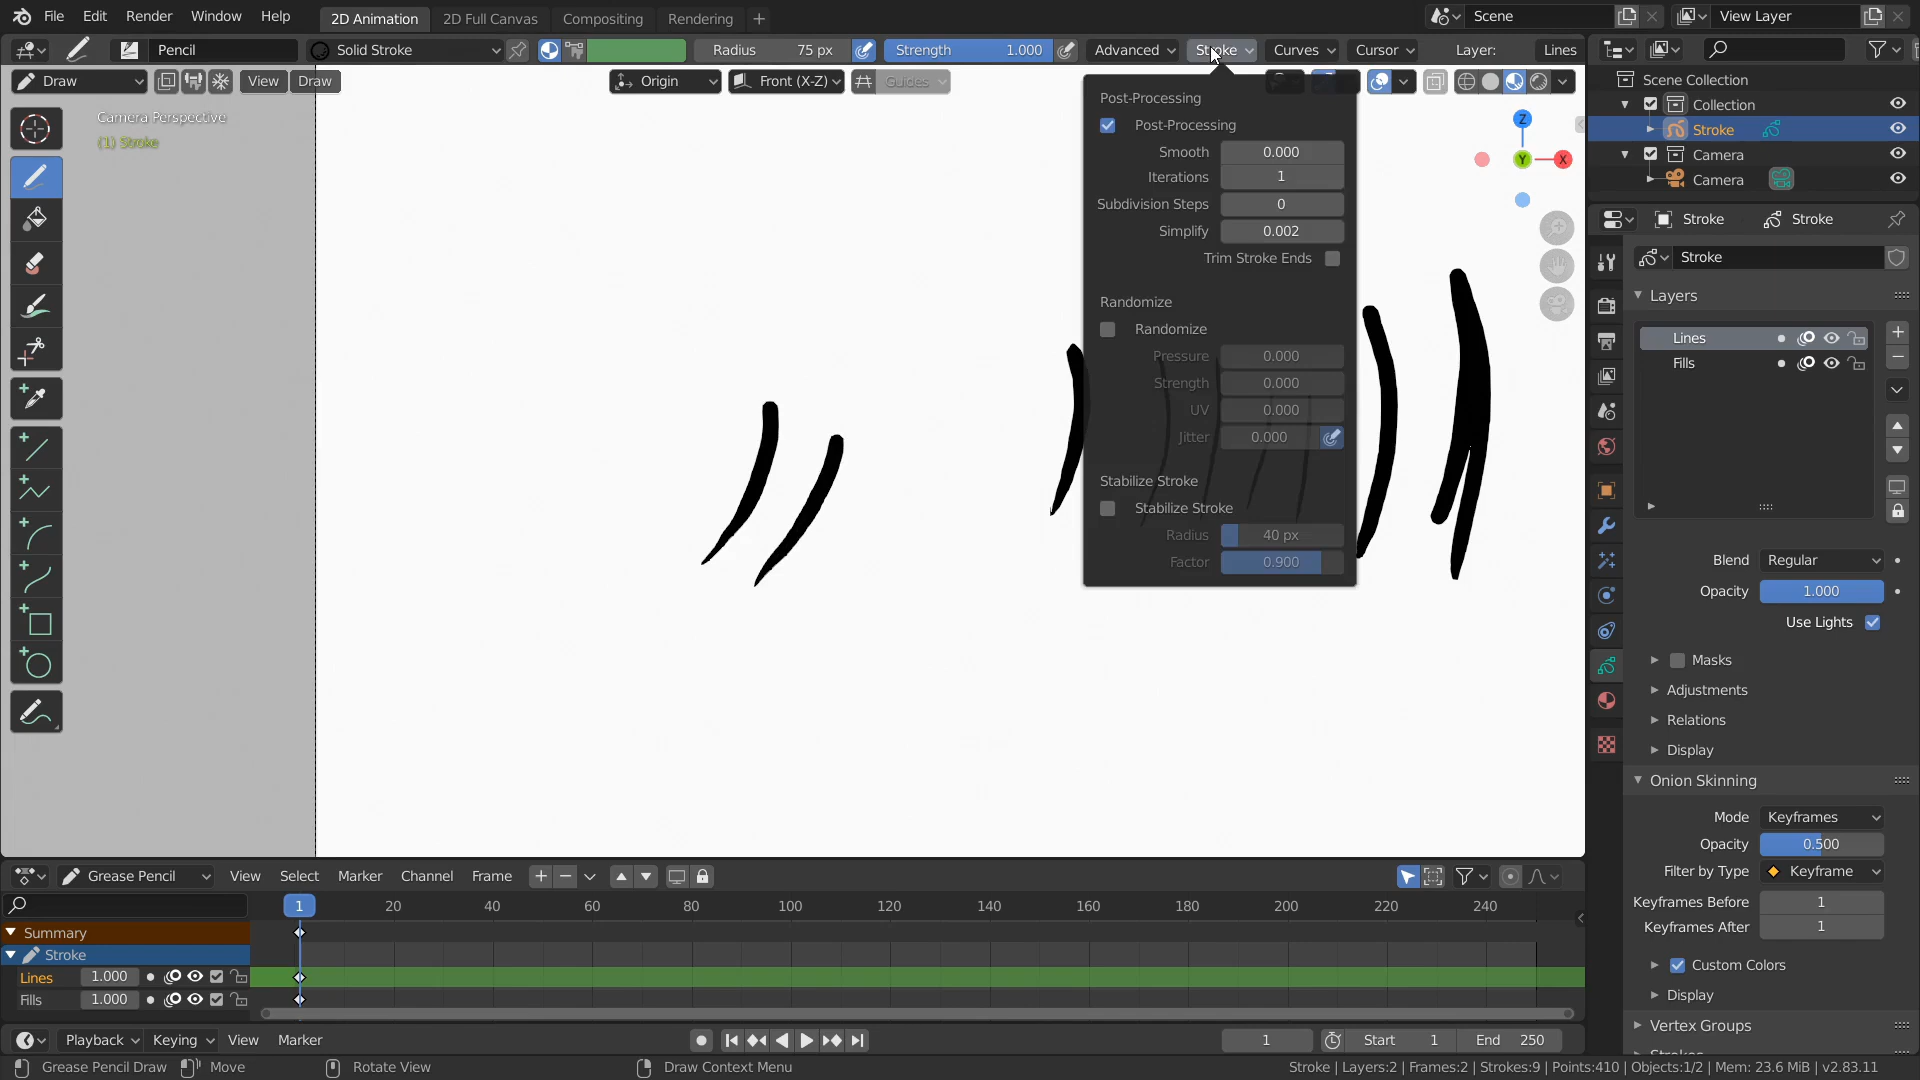 File Edit Render Window Help 2D Animation 2D Full Canvas Compositing Rendering + Scene View Layer
Pencil Solid Stroke Radius 75 px Strength 1.000 Advanced Stroke Curves Cursor Layer: Lines
Draw View Draw Origin Front (X-Z) Guides
Camera Perspective
(1) Stroke
Post-Processing
Post-Processing
Smooth 0.000
Iterations 1
Subdivision Steps 0
Simplify 0.002
Trim Stroke Ends
Randomize
Randomize
Pressure 0.000
Strength 0.000
UV 0.000
Jitter 0.000
Stabilize Stroke
Stabilize Stroke
Radius 40 px
Factor 0.900
Z
Y X
Scene Collection
Collection
Stroke
Camera
Camera
Stroke Stroke
Stroke
Layers
Lines
Fills
Blend Regular
Opacity 1.000
Use Lights
Masks
Adjustments
Relations
Display
Onion Skinning
Mode Keyframes
Opacity 0.500
Filter by Type Keyframe
Keyframes Before 1
Keyframes After 1
Custom Colors
Display
Vertex Groups
Grease Pencil View Select Marker Channel Frame
1 20 40 60 80 100 120 140 160 180 200 220 240
Summary
Stroke
Lines 1.000
Fills 1.000
Playback Keying View Marker 1 Start 1 End 250
Grease Pencil Draw Move Rotate View Draw Context Menu Stroke | Layers:2 | Frames:2 | Strokes:9 | Points:410 | Objects:1/2 | Mem: 23.6 MiB | v2.83.11